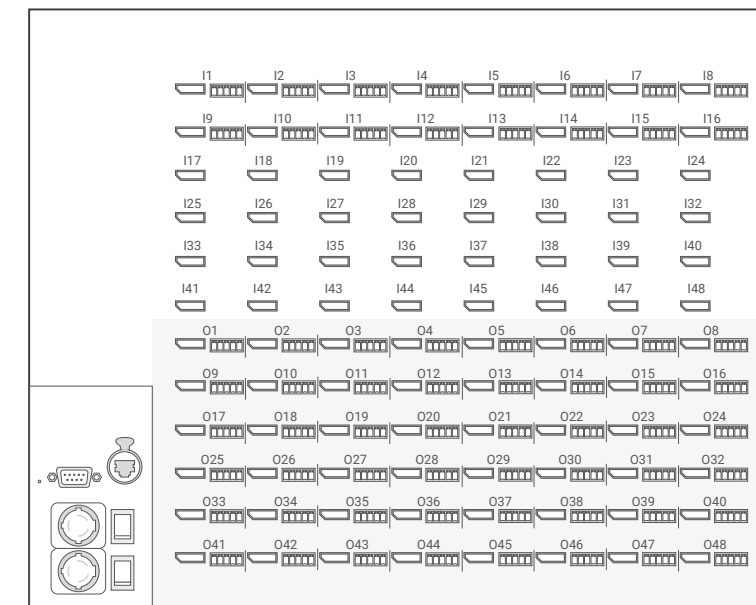 I1 I2 I3 I4 I5 I6 I7 I8
I9 I10 I11 I12 I13 I14 I15 I16
I17 I18 I19 I20 I21 I22 I23 I24
I25 I26 I27 I28 I29 I30 I31 I32
I33 I34 I35 I36 I37 I38 I39 I40
I41 I42 I43 I44 I45 I46 I47 I48
O1 O2 O3 O4 O5 O6 O7 O8
O9 O10 O11 O12 O13 O14 O15 O16
O17 O18 O19 O20 O21 O22 O23 O24
O25 O26 O27 O28 O29 O30 O31 O32
O33 O34 O35 O36 O37 O38 O39 O40
O41 O42 O43 O44 O45 O46 O47 O48